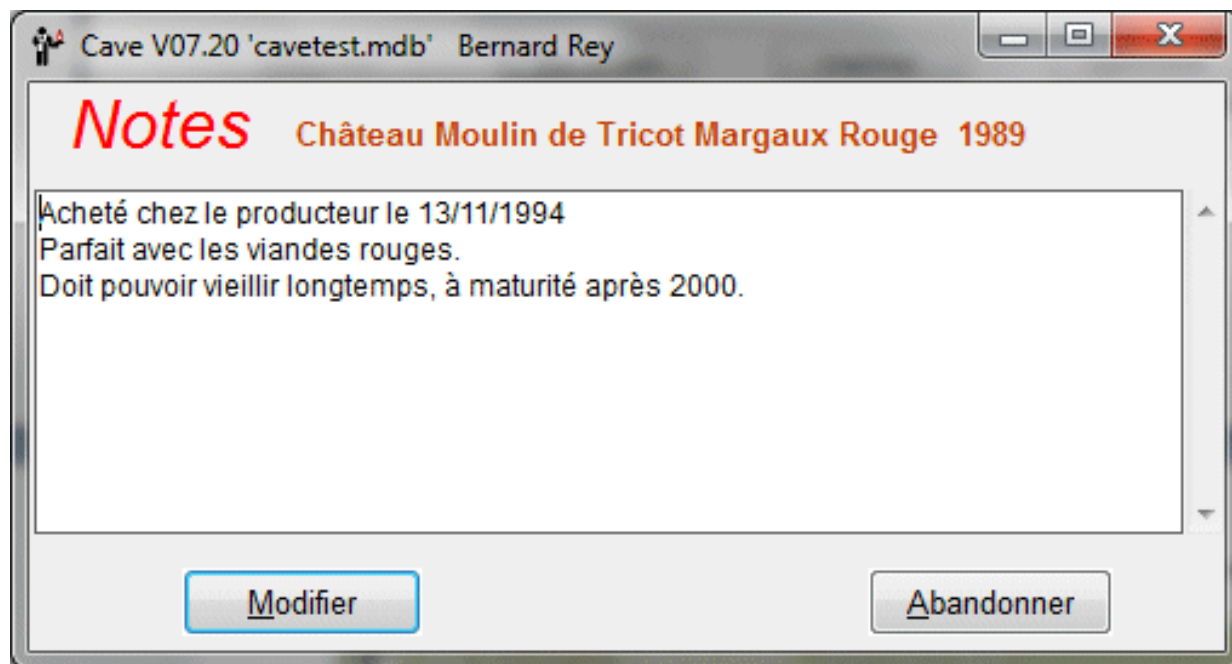 Cave V07.20 'cavetest.mdb' Bernard Rey
Notes Château Moulin de Tricot Margaux Rouge 1989
Acheté chez le producteur le 13/11/1994
Parfait avec les viandes rouges.
Doit pouvoir vieillir longtemps, à maturité après 2000.
Modifier Abandonner